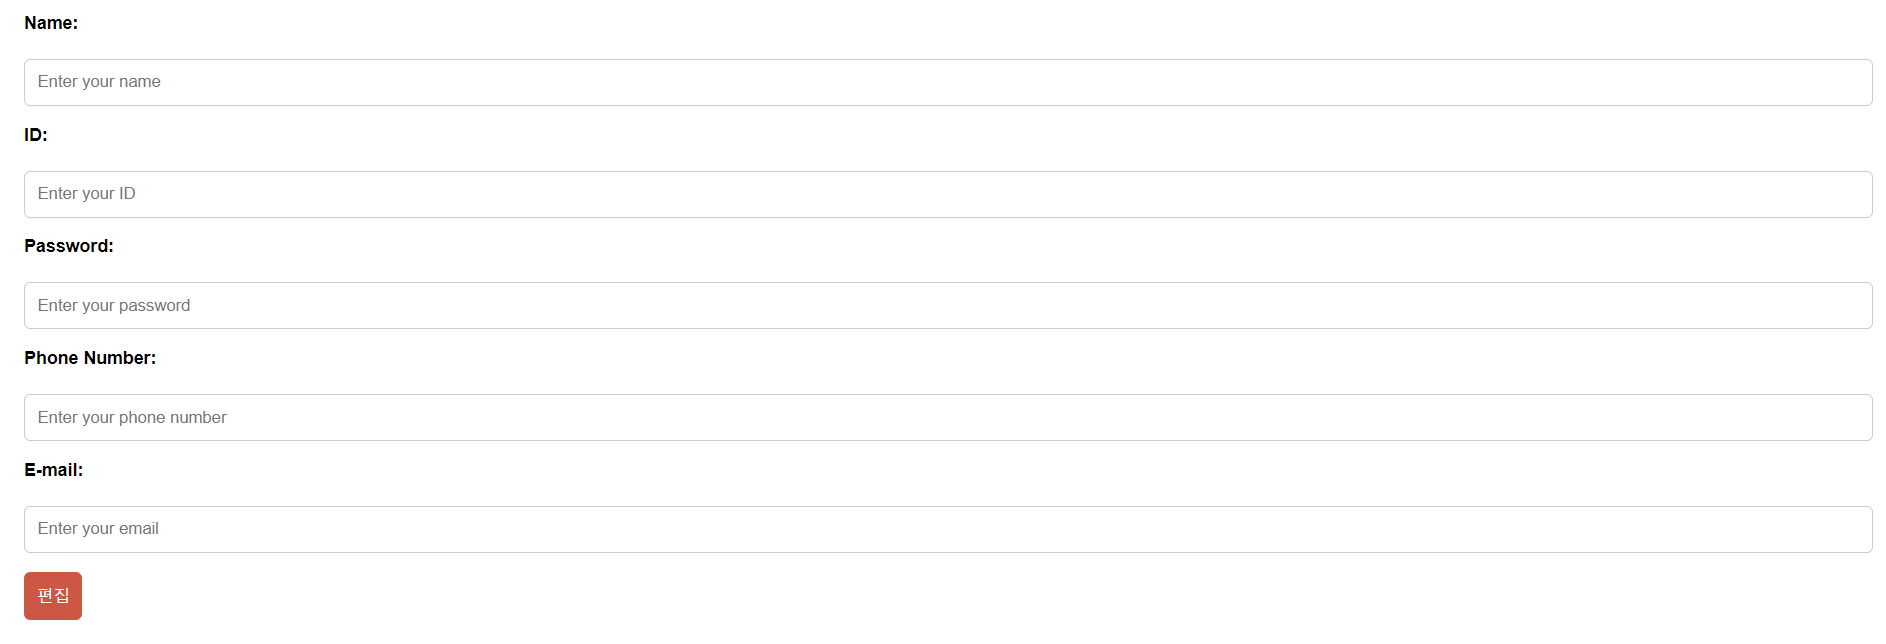 Name:
Enter your name
ID:
Enter your ID
Password:
Enter your password
Phone Number:
Enter your phone number
E-mail:
Enter your email
편집